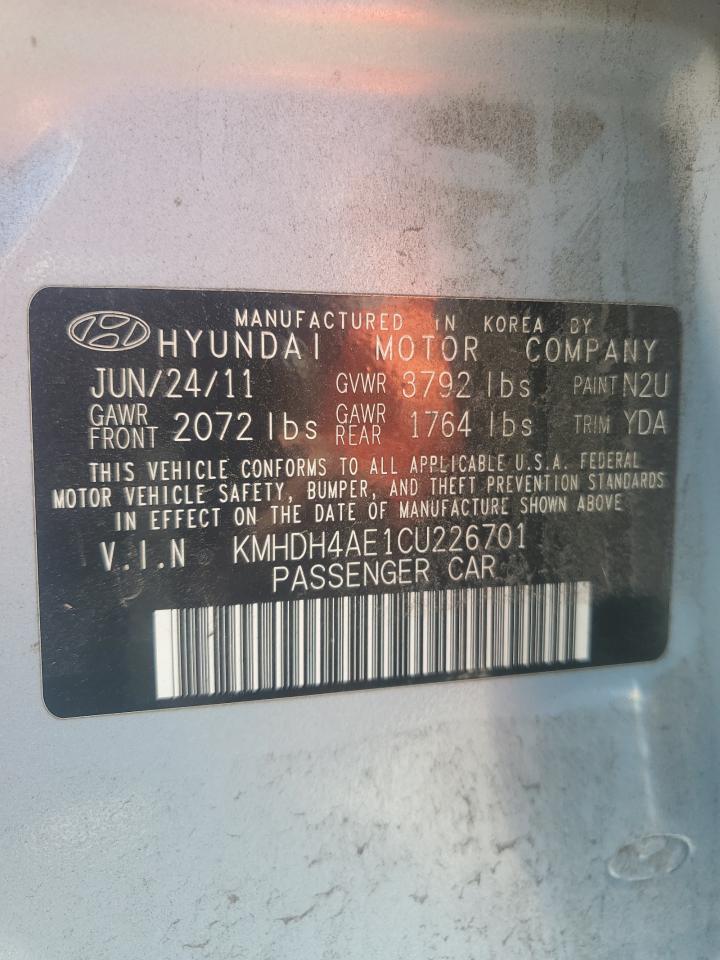 MANUFACTURED IN KOREA BY
HYUNDAI MOTOR COMPANY
JUN/24/11 GVWR 3792 lbs PAINT N2U
GAWR FRONT 2072 lbs GAWR REAR 1764 lbs TRIM YDA
THIS VEHICLE CONFORMS TO ALL APPLICABLE U.S.A. FEDERAL
MOTOR VEHICLE SAFETY, BUMPER, AND THEFT PREVENTION STANDARDS
IN EFFECT ON THE DATE OF MANUFACTURE SHOWN ABOVE
V.I.N KMHDH4AE1CU226701
PASSENGER CAR